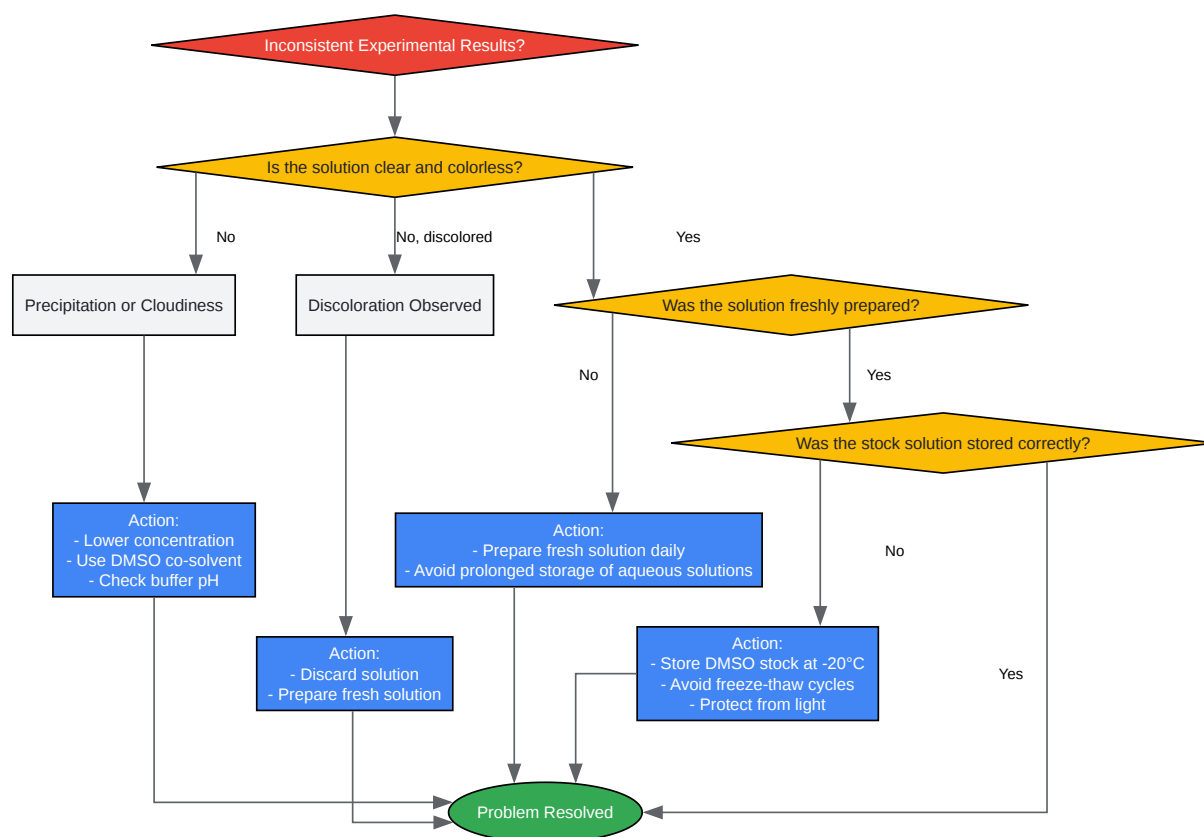 Inconsistent Experimental Results?
Is the solution clear and colorless?
No
No, discolored
Yes
Precipitation or Cloudiness
Discoloration Observed
Was the solution freshly prepared?
No
Yes
Was the stock solution stored correctly?
Action:
- Lower concentration
- Use DMSO co-solvent
- Check buffer pH
Action:
- Prepare fresh solution daily
- Avoid prolonged storage of aqueous solutions
No
Action:
- Discard solution
- Prepare fresh solution
Action:
- Store DMSO stock at -20°C
- Avoid freeze-thaw cycles
- Protect from light
Yes
Problem Resolved